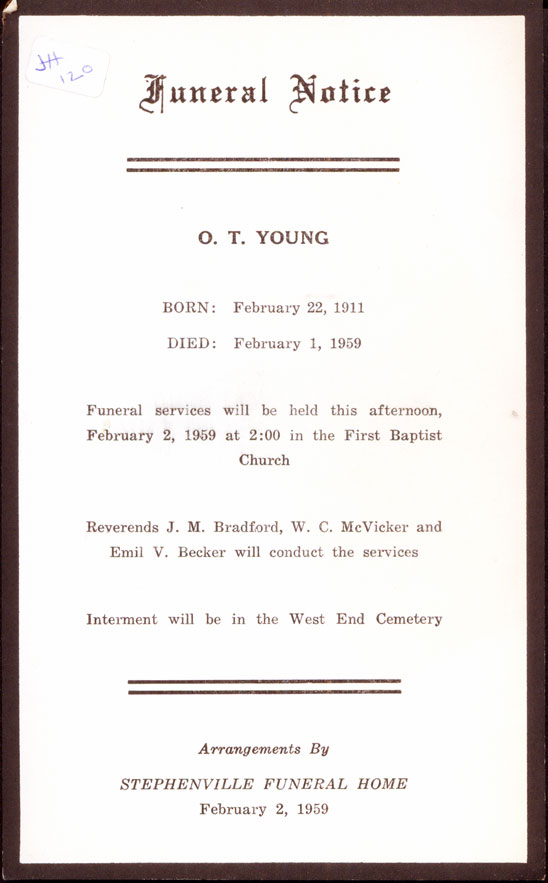 JH
120
Funeral Notice
O. T. YOUNG
BORN: February 22, 1911
DIED: February 1, 1959
Funeral services will be held this afternoon,
February 2, 1959 at 2:00 in the First Baptist
Church
Reverends J. M. Bradford, W. C. McVicker and
Emil V. Becker will conduct the services
Interment will be in the West End Cemetery
Arrangements By
STEPHENVILLE FUNERAL HOME
February 2, 1959